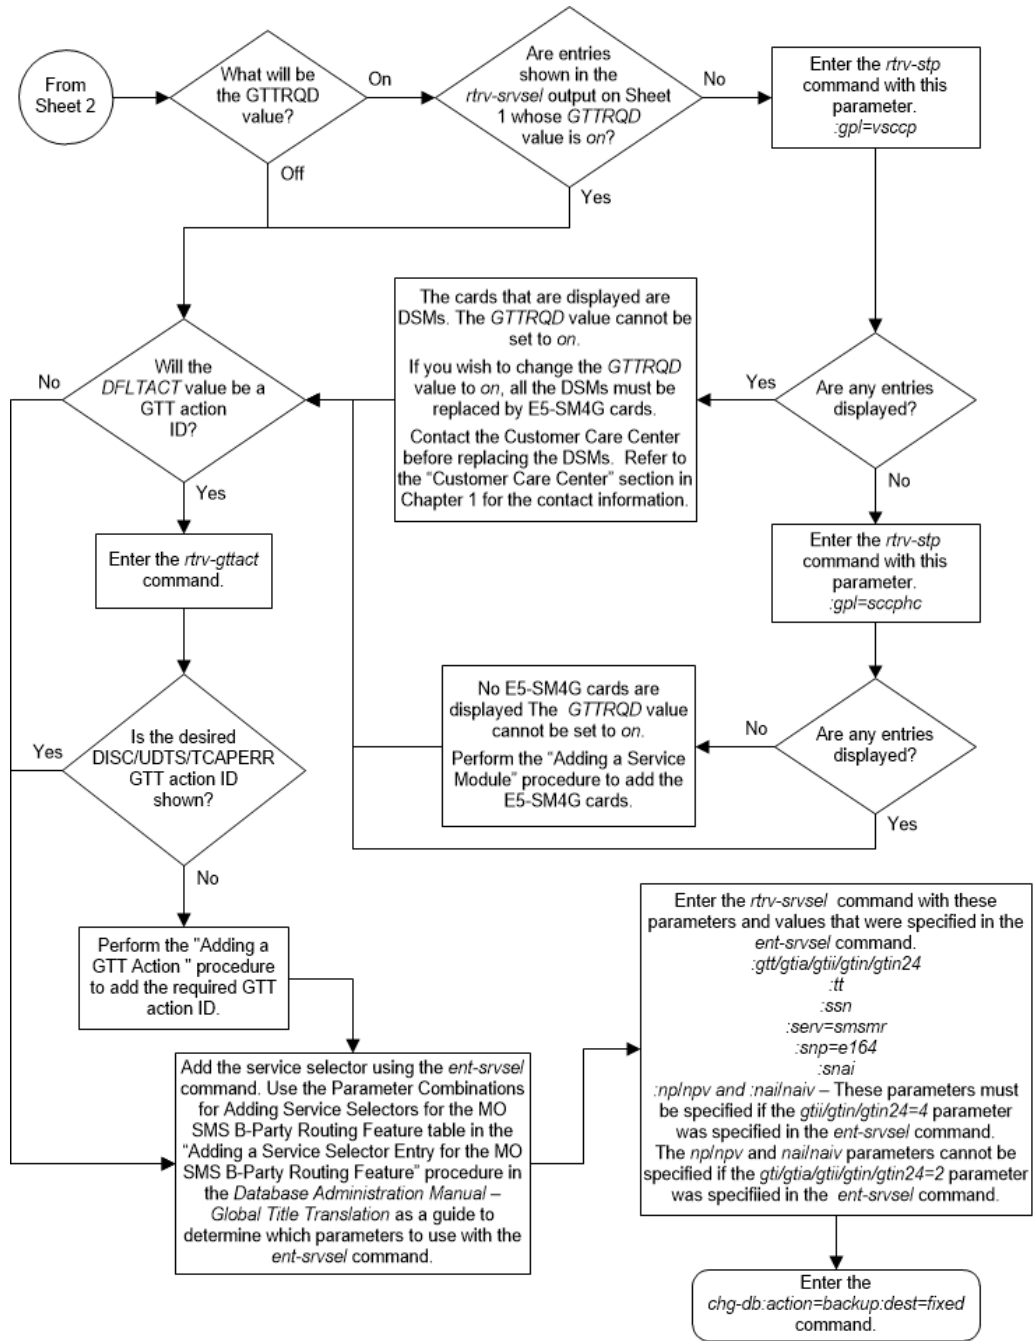 From
Sheet 2
What will be
the GTTRQD
value?
On
Off
Are entries
shown in the
rtrv-srvsel output on Sheet
1 whose GTTRQD
value is on?
No
Yes
Enter the rtrv-stp
command with this
parameter.
:gpl=vsccp
Are any entries
displayed?
Yes
No
The cards that are displayed are
DSMs. The GTTRQD value cannot be
set to on.
If you wish to change the GTTRQD
value to on, all the DSMs must be
replaced by E5-SM4G cards.
Contact the Customer Care Center
before replacing the DSMs. Refer to
the “Customer Care Center” section in
Chapter 1 for the contact information.
Will the
DFLTACT value be a
GTT action
ID?
No
Yes
Enter the rtrv-gttact
command.
Enter the rtrv-stp
command with this
parameter.
:gpl=sccphc
Are any entries
displayed?
No
Yes
No E5-SM4G cards are
displayed The GTTRQD value
cannot be set to on.
Perform the “Adding a Service
Module” procedure to add the
E5-SM4G cards.
Is the desired
DISC/UDTS/TCAPERR
GTT action ID
shown?
Yes
No
Perform the "Adding a
GTT Action " procedure
to add the required GTT
action ID.
Add the service selector using the ent-srvsel
command. Use the Parameter Combinations
for Adding Service Selectors for the MO
SMS B-Party Routing Feature table in the
“Adding a Service Selector Entry for the MO
SMS B-Party Routing Feature” procedure in
the Database Administration Manual –
Global Title Translation as a guide to
determine which parameters to use with the
ent-srvsel command.
Enter the rtrv-srvsel command with these
parameters and values that were specified in the
ent-srvsel command.
:gtt/gtia/gtii/gtin/gtin24
:tt
:ssn
:serv=smsmr
:snp=e164
:snai
:np/npv and :nai/naiv – These parameters must
be specified if the gtii/gtin/gtin24=4 parameter
was specified in the ent-srvsel command.
The np/npv and nai/naiv parameters cannot be
specified if the gti/gtia/gtii/gtin/gtin24=2 parameter
was specifiied in the ent-srvsel command.
Enter the
chg-db:action=backup:dest=fixed
command.